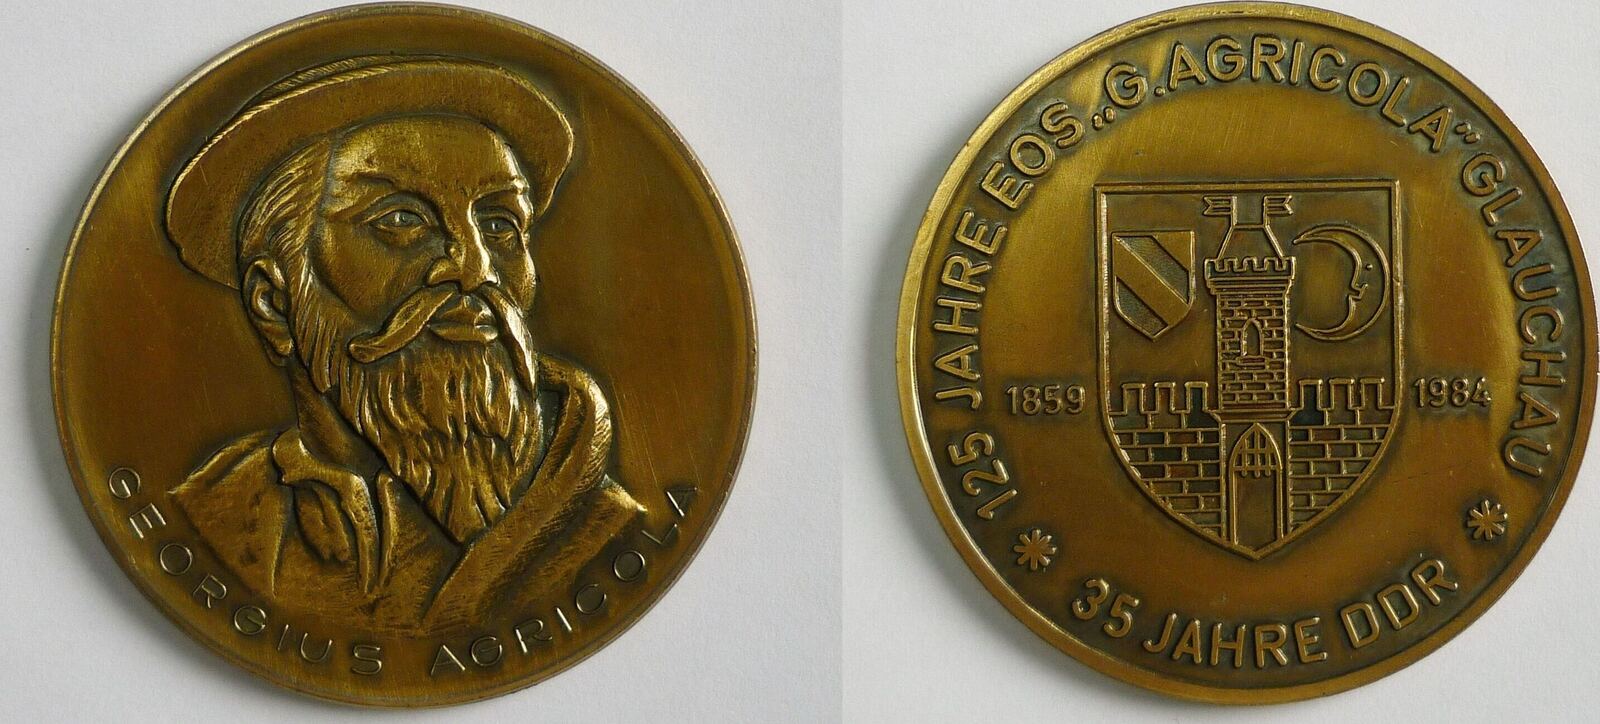 GEORGIUS AGRICOLA
* 125 JAHRE EOS „G. AGRICOLA” GLAUCHAU *
1859 1984
35 JAHRE DDR